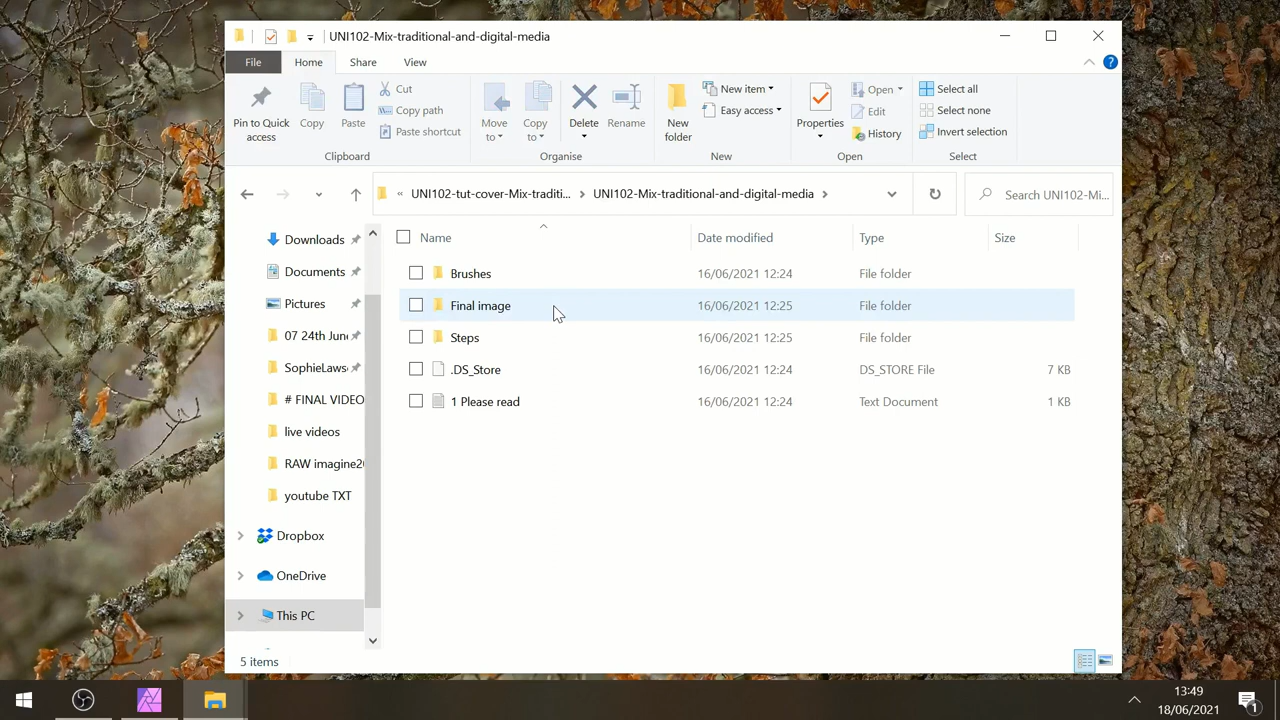 UNI102-Mix-traditional-and-digital-media
File Home Share View
Pin to Quick access
Copy
Paste
Cut
Copy path
Paste shortcut
Clipboard
Move to
Copy to
Delete
Rename
Organise
New folder
New item
Easy access
New
Properties
Open
Edit
History
Open
Select all
Select none
Invert selection
Select
« UNI102-tut-cover-Mix-traditi... > UNI102-Mix-traditional-and-digital-media >
Search UNI102-Mi...
Downloads
Documents
Pictures
07 24th June
SophieLaws
# FINAL VIDEO
live videos
RAW imagine20
youtube TXT
Dropbox
OneDrive
This PC
Name Date modified Type Size
Brushes 16/06/2021 12:24 File folder
Final image 16/06/2021 12:25 File folder
Steps 16/06/2021 12:25 File folder
.DS_Store 16/06/2021 12:24 DS_STORE File 7 KB
1 Please read 16/06/2021 12:24 Text Document 1 KB
5 items
13:49
18/06/2021
1